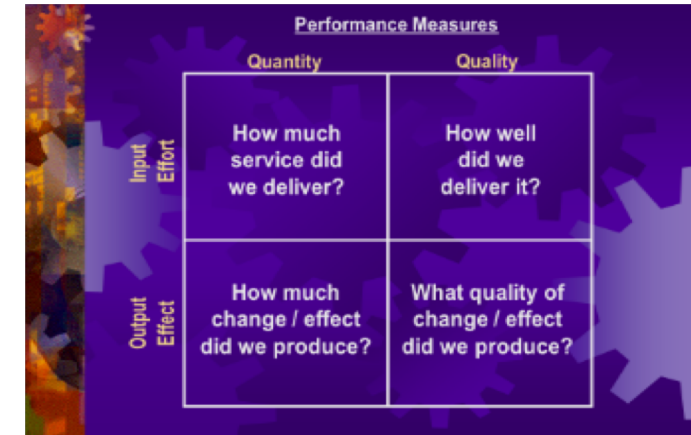 Performance Measures
Quantity
Quality
Input
Effort
How much
service did
we deliver?
How well
did we
deliver it?
Output
Effect
How much
change / effect
did we produce?
What quality of
change / effect
did we produce?